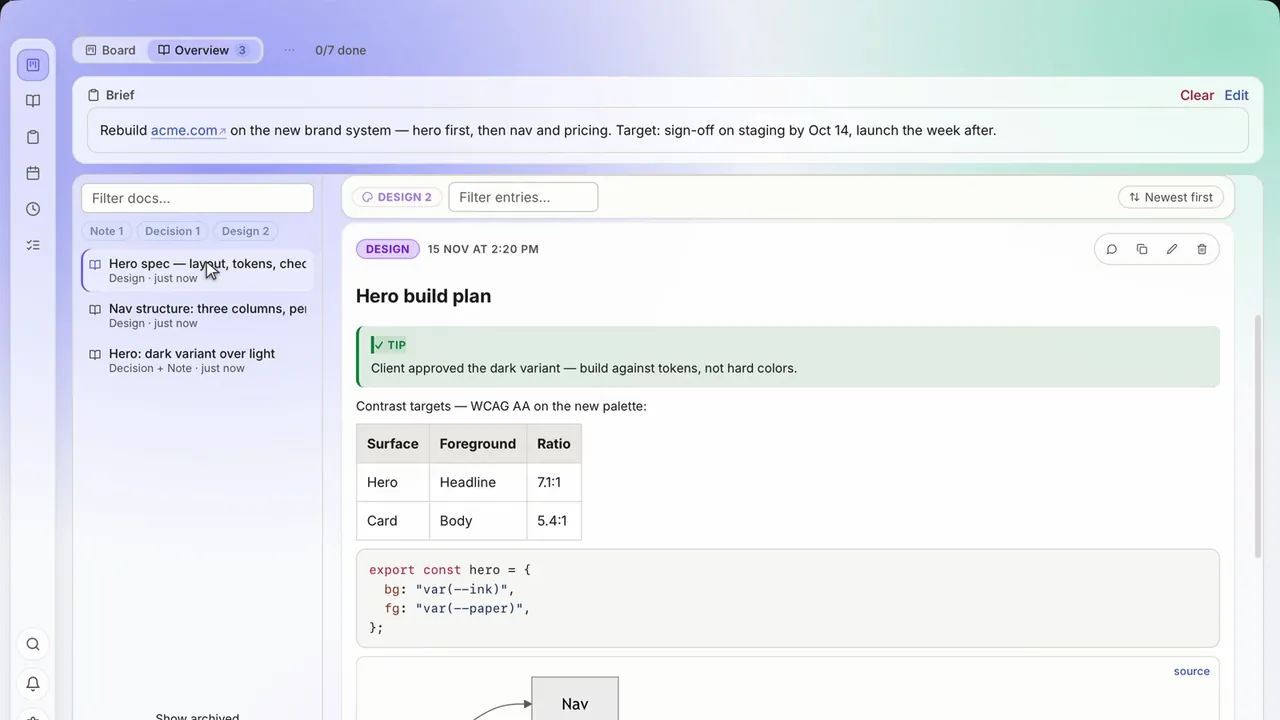 Board
Overview 3
...
0/7 done
Brief
Clear
Edit
Rebuild acme.com↗ on the new brand system — hero first, then nav and pricing. Target: sign-off on staging by Oct 14, launch the week after.
Filter docs...
Note 1
Decision 1
Design 2
Hero spec — layout, tokens, chec
Design · just now
Nav structure: three columns, per
Design · just now
Hero: dark variant over light
Decision + Note · just now
Show archived
DESIGN 2
Filter entries...
Newest first
DESIGN
15 NOV AT 2:20 PM
Hero build plan
TIP
Client approved the dark variant — build against tokens, not hard colors.
Contrast targets — WCAG AA on the new palette:
Surface Foreground Ratio
Hero Headline 7.1:1
Card Body 5.4:1
export const hero = {
bg: "var(--ink)",
fg: "var(--paper)",
};
source
Nav